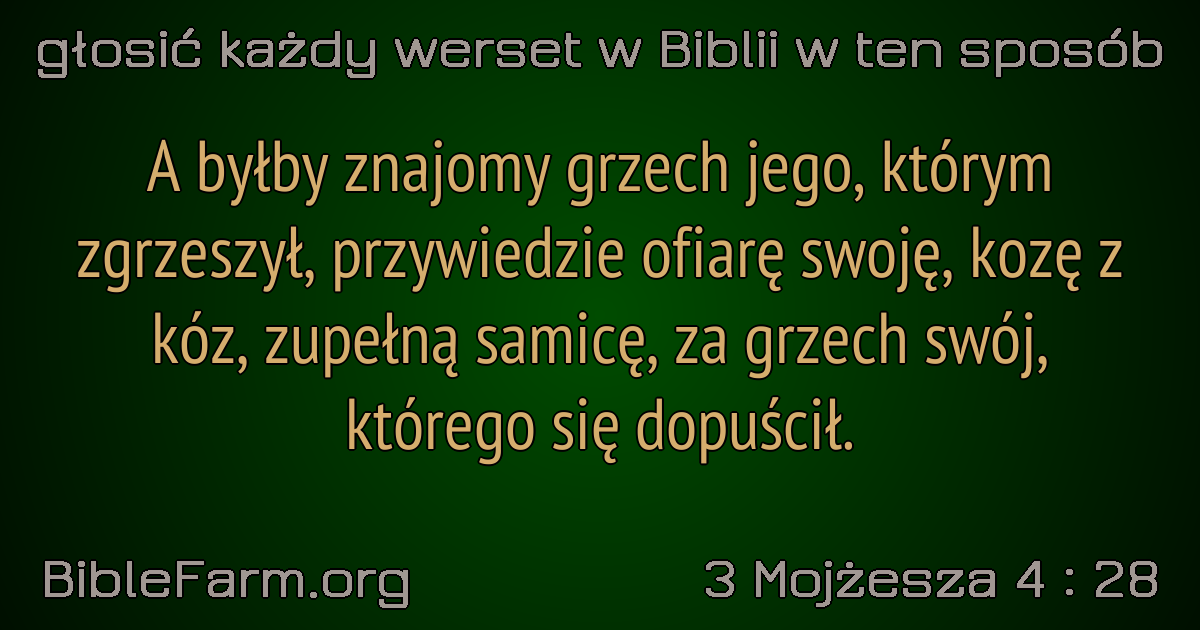 głosić każdy werset w Biblii w ten sposób
A byłby znajomy grzech jego, którym
zgrzeszył, przywiedzie ofiarę swoję, kozę z
kóz, zupełną samicę, za grzech swój,
którego się dopuścił.
BibleFarm.org
3 Mojżesza 4 : 28